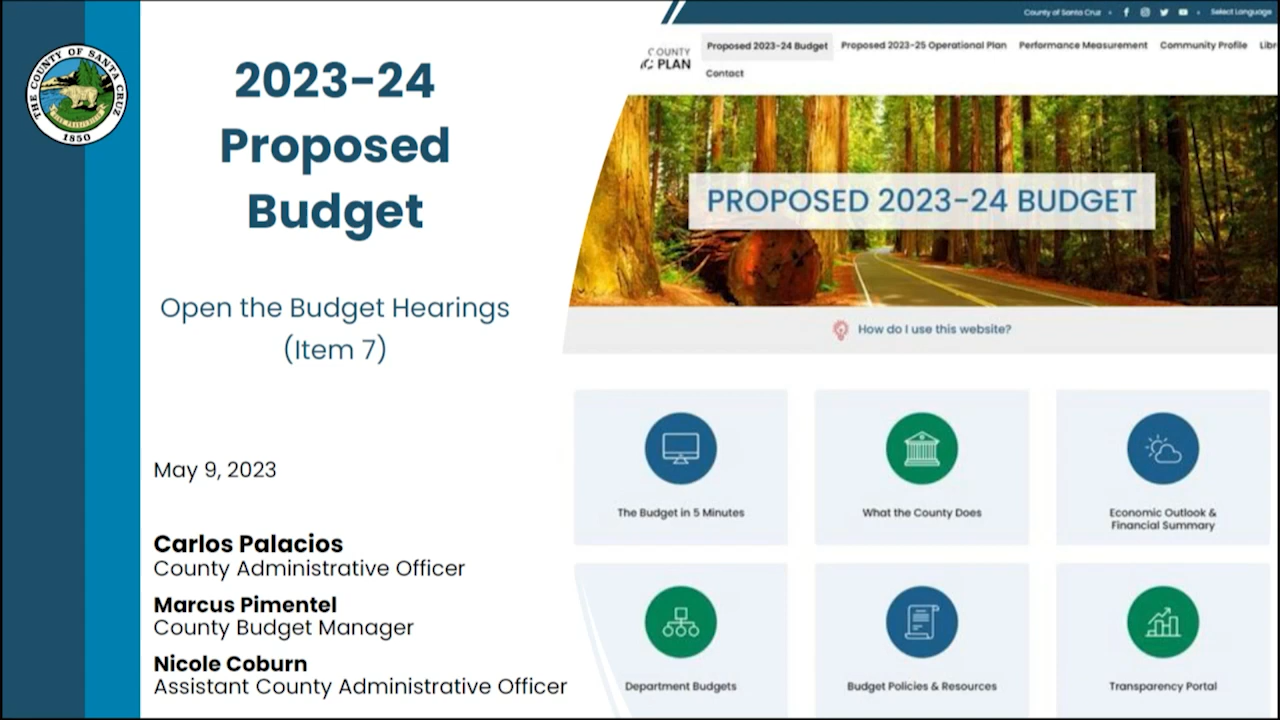 THE COUNTY OF SANTA CRUZ
1850
2023-24
Proposed
Budget
Open the Budget Hearings
(Item 7)
May 9, 2023
Carlos Palacios
County Administrative Officer
Marcus Pimentel
County Budget Manager
Nicole Coburn
Assistant County Administrative Officer
County of Santa Cruz
Select Language
COUNTY
PLAN
Proposed 2023-24 Budget
Proposed 2023-25 Operational Plan
Performance Measurement
Community Profile
Libr
Contact
PROPOSED 2023-24 BUDGET
How do I use this website?
The Budget in 5 Minutes
What the County Does
Economic Outlook &
Financial Summary
Department Budgets
Budget Policies & Resources
Transparency Portal